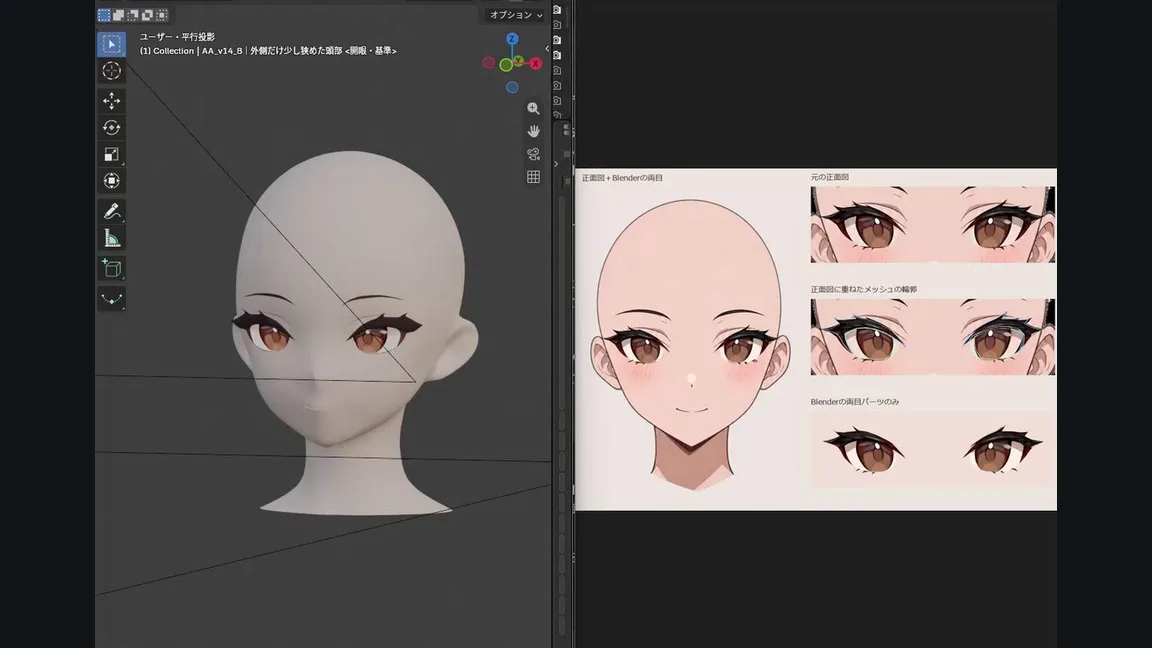 オプション
ユーザー・平行投影
(1) Collection | AA_v14_B｜外側だけ少し狭めた頭部 <開眼・基準>
Z
Y
X
正面図＋Blenderの両目
元の正面図
正面図に重ねたメッシュの輪郭
Blenderの両目パーツのみ